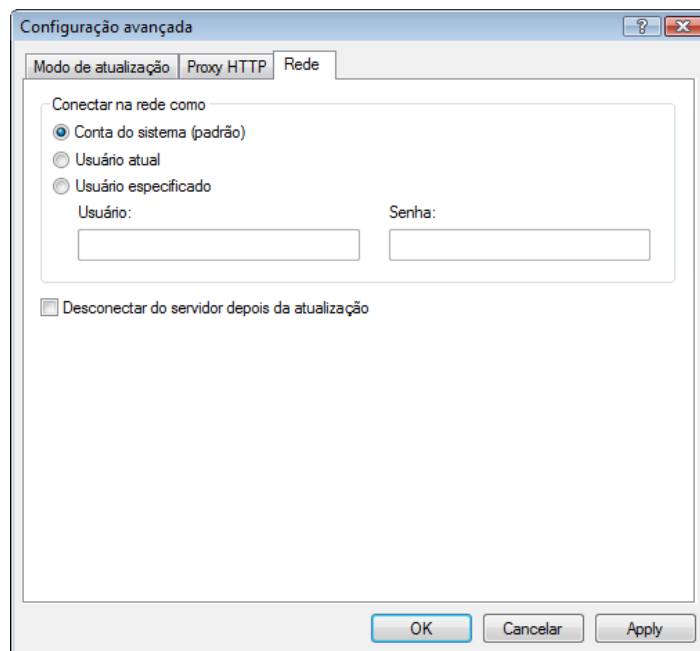 Configuração avançada
Modo de atualização Proxy HTTP Rede
Conectar na rede como
Conta do sistema (padrão)
Usuário atual
Usuário especificado
Usuário: Senha:
Desconectar do servidor depois da atualização
OK Cancelar Apply